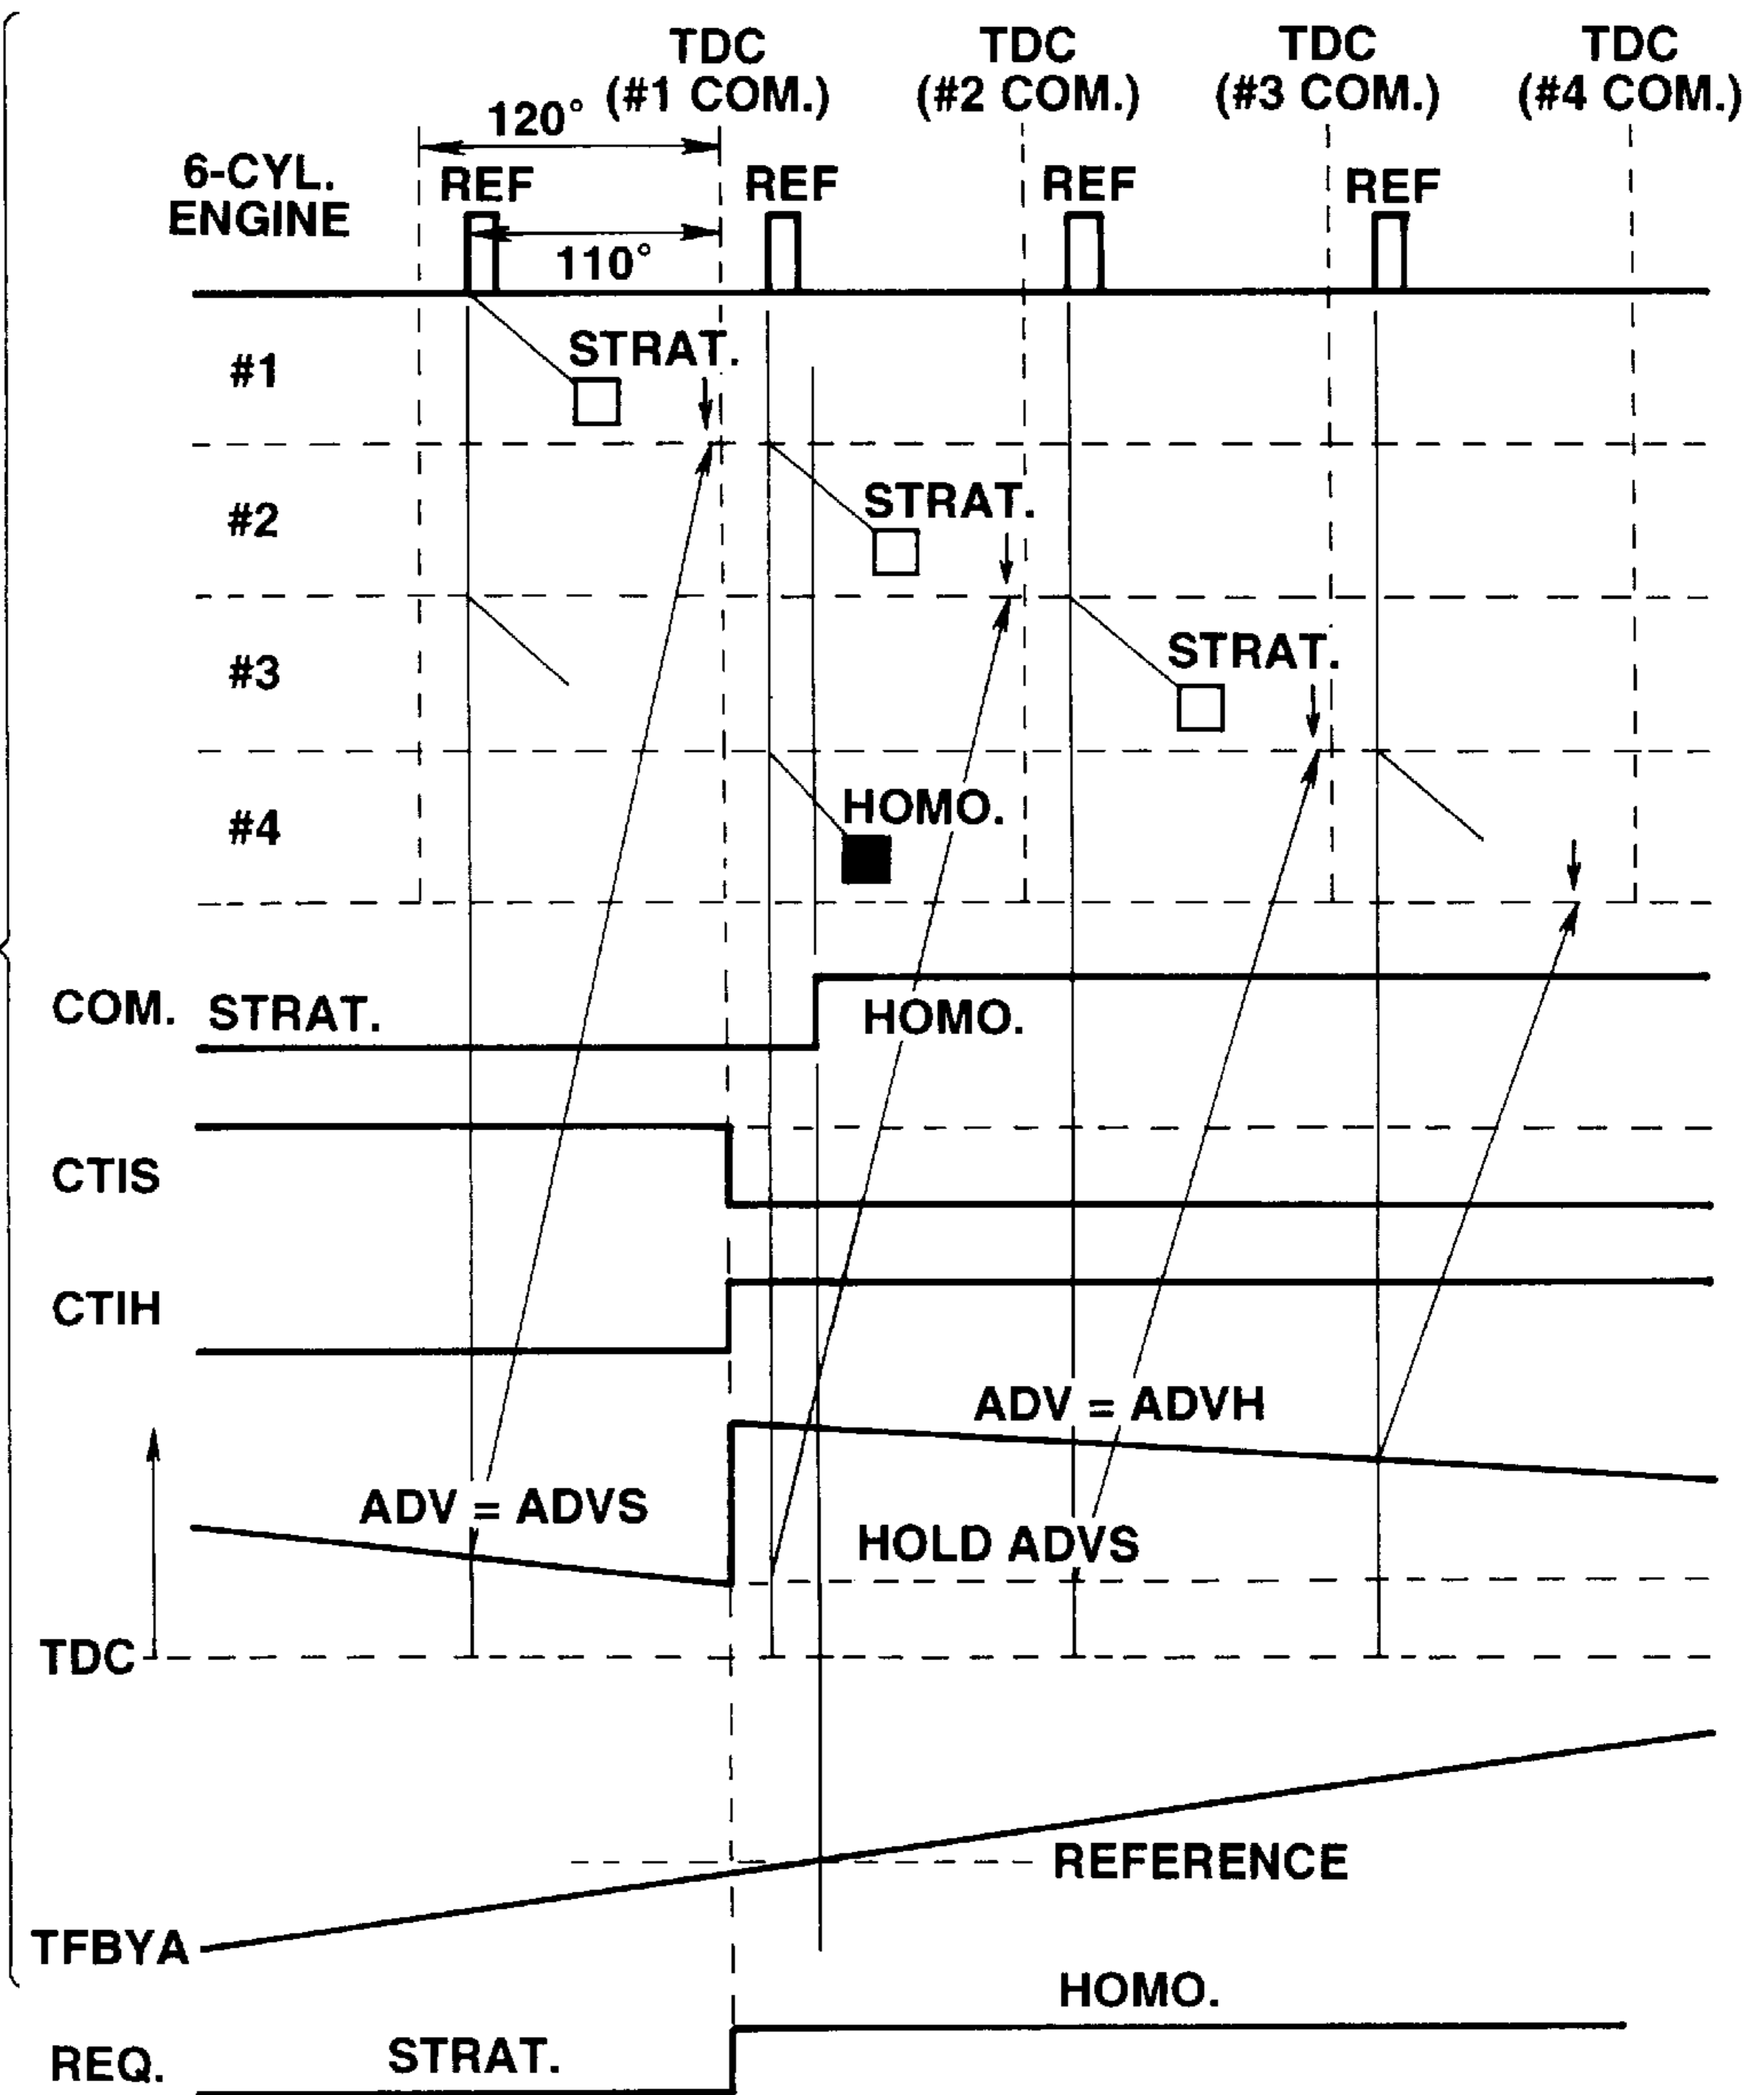 TDC
(#1 COM.)
TDC
(#2 COM.)
TDC
(#3 COM.)
TDC
(#4 COM.)
120°
6-CYL.
ENGINE
REF
REF
REF
REF
110°
#1
STRAT.
#2
STRAT.
#3
STRAT.
#4
HOMO.
COM.
STRAT.
HOMO.
CTIS
CTIH
ADV = ADVH
ADV = ADVS
HOLD ADVS
TDC
REFERENCE
TFBYA
HOMO.
REQ.
STRAT.